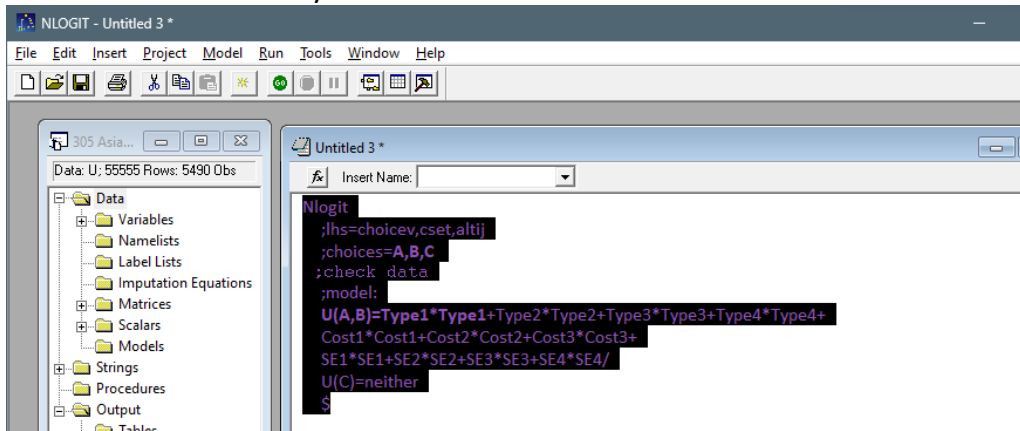 NLOGIT - Untitled 3 *
File Edit Insert Project Model Run Tools Window Help
GO
305 Asia...
Data: U; 55555 Rows: 5490 Obs
Data
Variables
Namelists
Label Lists
Imputation Equations
Matrices
Scalars
Models
Strings
Procedures
Output
Tables
Untitled 3 *
fx Insert Name:
Nlogit
;lhs=choicev,cset,altij
;choices=A,B,C
;check data
;model:
U(A,B)=Type1*Type1+Type2*Type2+Type3*Type3+Type4*Type4+
Cost1*Cost1+Cost2*Cost2+Cost3*Cost3+
SE1*SE1+SE2*SE2+SE3*SE3+SE4*SE4/
U(C)=neither
$